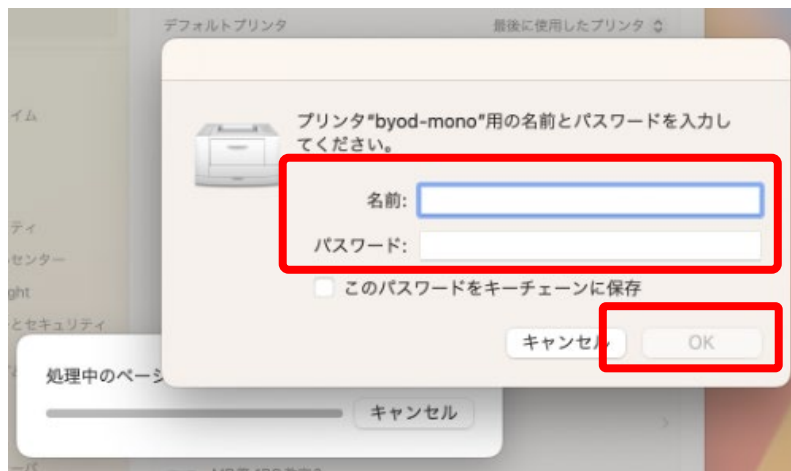 デフォルトプリンタ 最後に使用したプリンタ
イム
プリンタ"byod-mono"用の名前とパスワードを入力し
てください。
名前:
ティ
パスワード:
センター
ght
このパスワードをキーチェーンに保存
とセキュリティ
キャンセル OK
処理中のペー
キャンセル